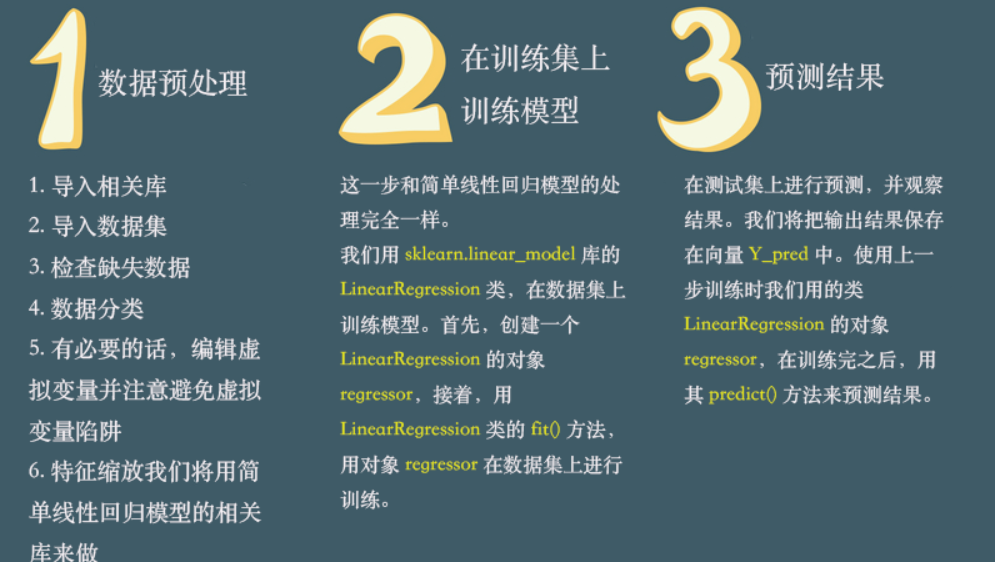 1
数据预处理
1. 导入相关库
2. 导入数据集
3. 检查缺失数据
4. 数据分类
5. 有必要的话，编辑虚
拟变量并注意避免虚拟
变量陷阱
6. 特征缩放我们将用简
单线性回归模型的相关
库来做
2
在训练集上
训练模型
这一步和简单线性回归模型的处
理完全一样。
我们用 sklearn.linear_model 库的
LinearRegression 类，在数据集上
训练模型。首先，创建一个
LinearRegression 的对象
regressor，接着，用
LinearRegression 类的 fit() 方法，
用对象 regressor 在数据集上进行
训练。
3
预测结果
在测试集上进行预测，并观察
结果。我们将把输出结果保存
在向量 Y_pred 中。使用上一
步训练时我们用的类
LinearRegression 的对象
regressor，在训练完之后，用
其 predict() 方法来预测结果。